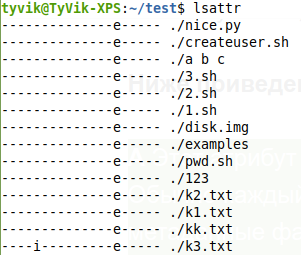 tyvik@TyVik-XPS:~/test$ lsattr
--------------e----- ./nice.py
--------------e----- ./createuser.sh
--------------e----- ./a b c
--------------e----- ./3.sh
--------------e----- ./2.sh
--------------e----- ./1.sh
--------------e----- ./disk.img
--------------e----- ./examples
--------------e----- ./pwd.sh
--------------e----- ./123
--------------e----- ./k2.txt
--------------e----- ./k1.txt
--------------e----- ./kk.txt
----i---------e----- ./k3.txt